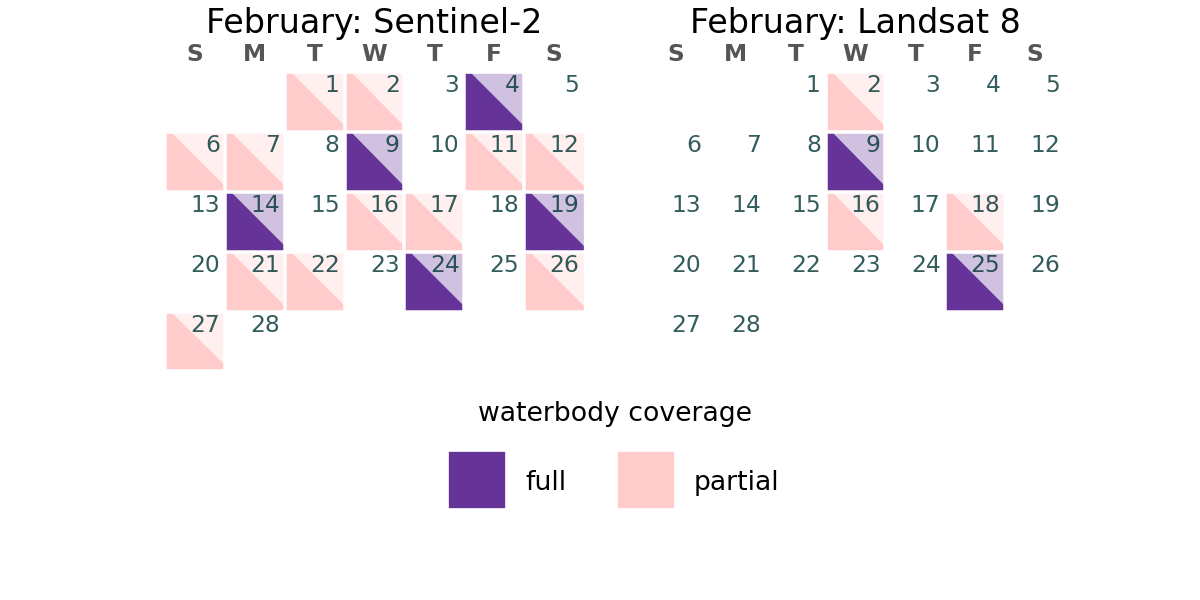 February: Sentinel-2
S M T W T F S
1 2 3 4 5
6 7 8 9 10 11 12
13 14 15 16 17 18 19
20 21 22 23 24 25 26
27 28
February: Landsat 8
S M T W T F S
1 2 3 4 5
6 7 8 9 10 11 12
13 14 15 16 17 18 19
20 21 22 23 24 25 26
27 28
waterbody coverage
full
partial